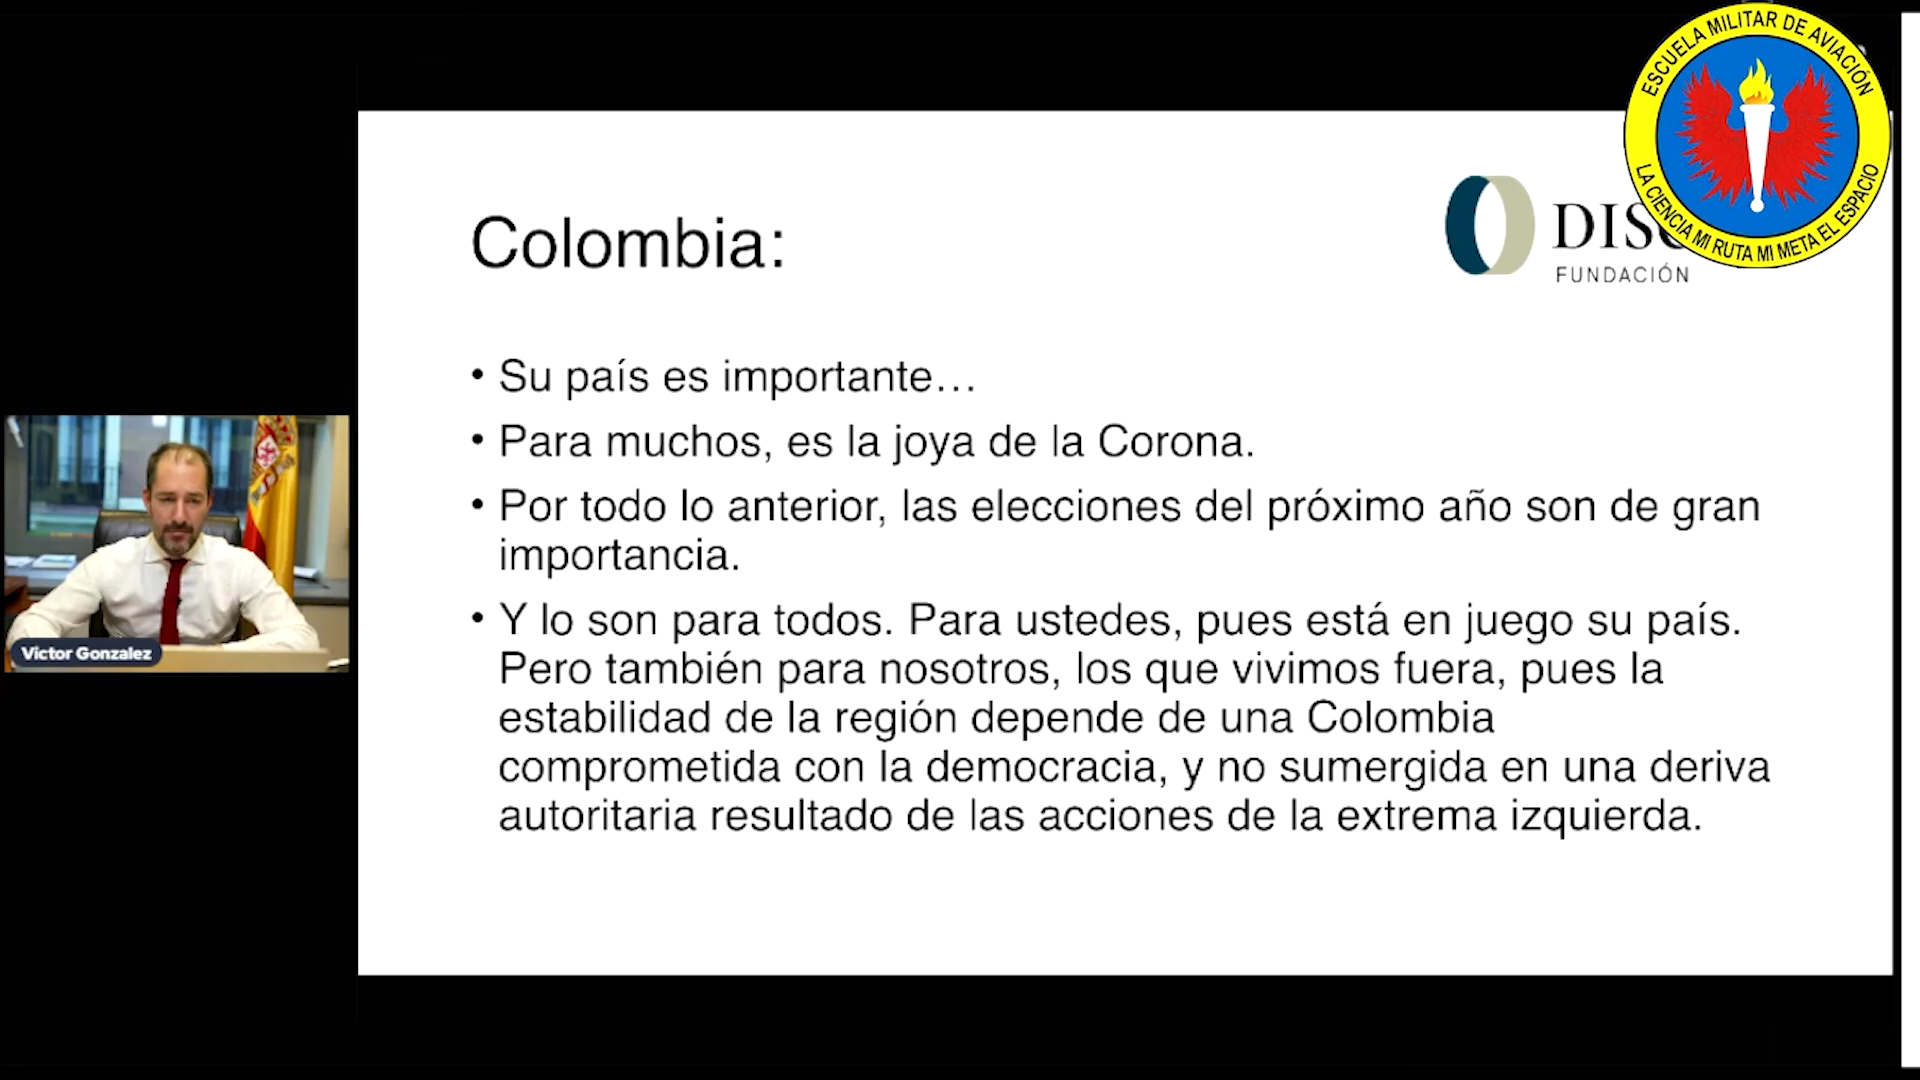 ESCUELA MILITAR DE AVIACIÓN
LA CIENCIA MI RUTA MI META EL ESPACIO
FUNDACIÓN
Colombia:
• Su país es importante…
• Para muchos, es la joya de la Corona.
• Por todo lo anterior, las elecciones del próximo año son de gran
importancia.
• Y lo son para todos. Para ustedes, pues está en juego su país.
Pero también para nosotros, los que vivimos fuera, pues la
estabilidad de la región depende de una Colombia
comprometida con la democracia, y no sumergida en una deriva
autoritaria resultado de las acciones de la extrema izquierda.
Victor Gonzalez